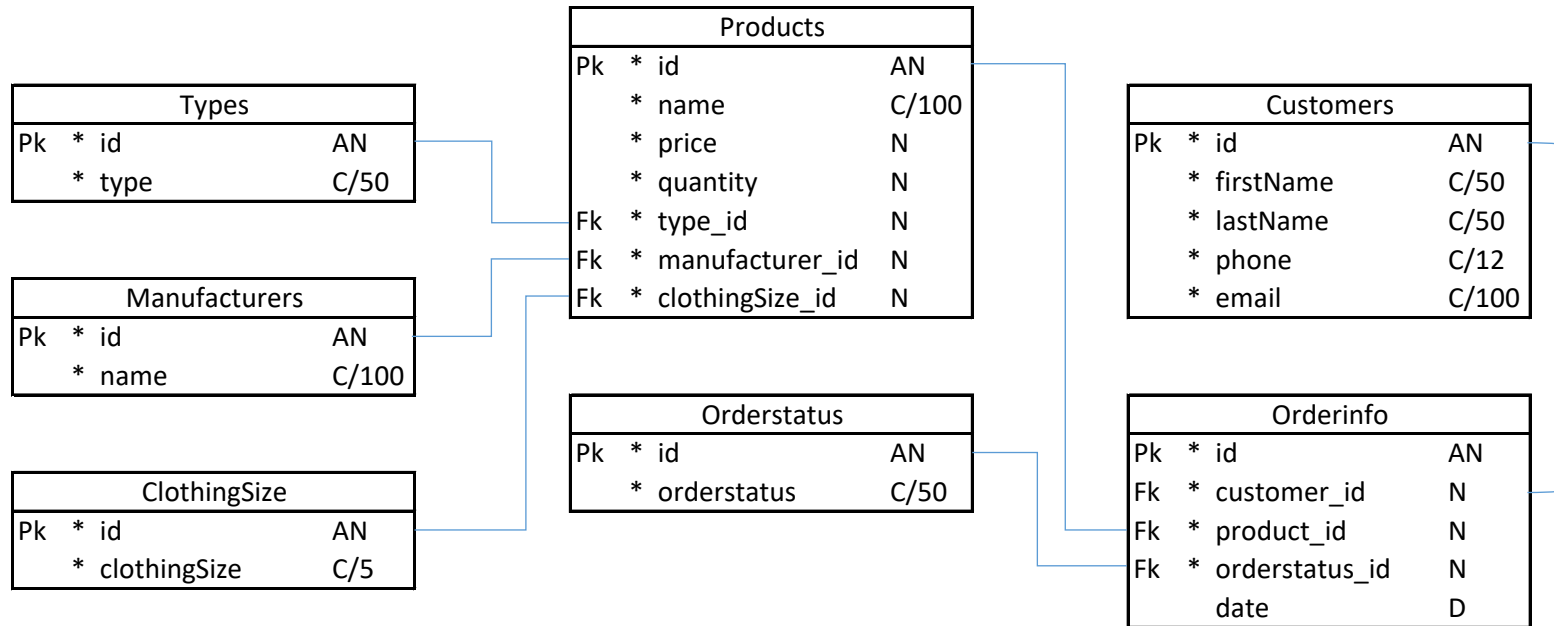 Types
Pk * id AN
* type C/50
Manufacturers
Pk * id AN
* name C/100
ClothingSize
Pk * id AN
* clothingSize C/5
Products
Pk * id AN
* name C/100
* price N
* quantity N
Fk * type_id N
Fk * manufacturer_id N
Fk * clothingSize_id N
Orderstatus
Pk * id AN
* orderstatus C/50
Customers
Pk * id AN
* firstName C/50
* lastName C/50
* phone C/12
* email C/100
Orderinfo
Pk * id AN
Fk * customer_id N
Fk * product_id N
Fk * orderstatus_id N
date D